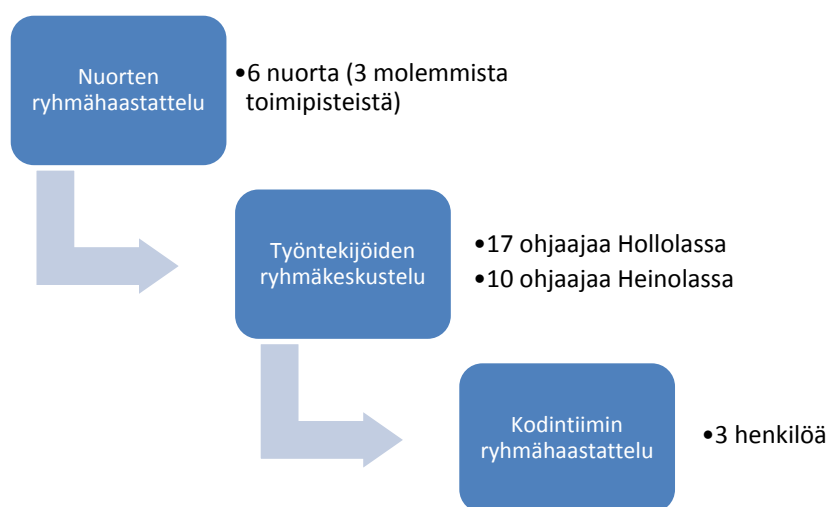 Nuorten
ryhmähaastattelu
•6 nuorta (3 molemmista
toimipisteistä)
Työntekijöiden
ryhmäkeskustelu
•17 ohjaajaa Hollolassa
•10 ohjaajaa Heinolassa
Kodintiimin
ryhmähaastattelu
•3 henkilöä